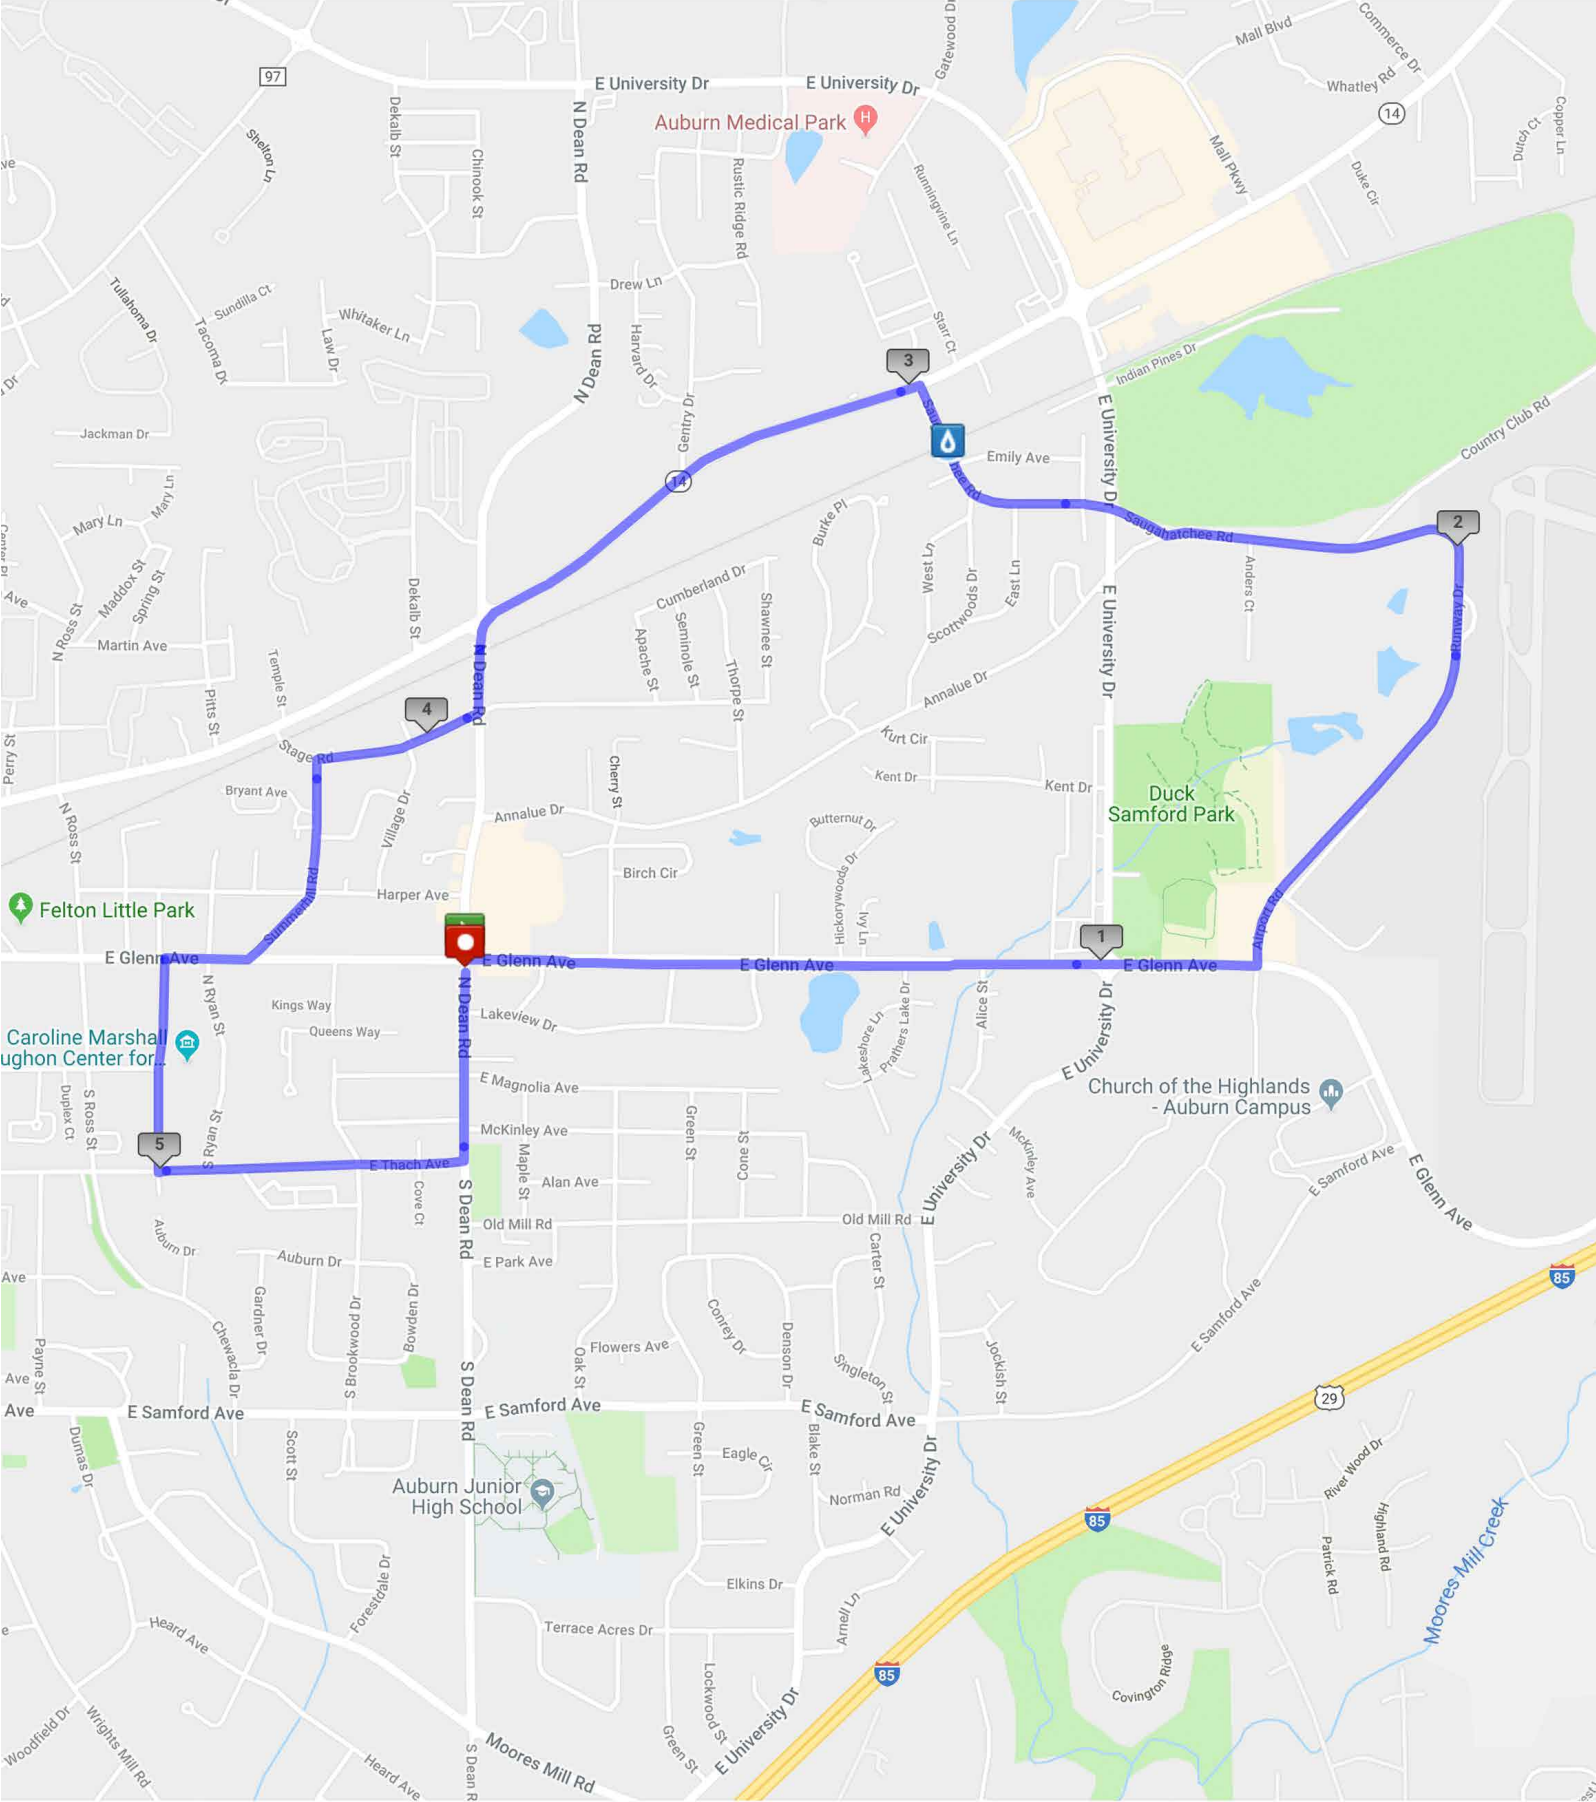 97
E University Dr
E University Dr
Gatewood Dr
Mall Blvd
Commerce Dr
Whatley Rd
14
Copper Ln
Dutch Ct
Duke Cir
Mall Pkwy
Auburn Medical Park
H
Dekalb St
Shelton Ln
Chinook St
N Dean Rd
Rustic Ridge Rd
Runningvine Ln
Drew Ln
Tullahoma Dr
Sundilla Ct
Tacoma Dr
Law Dr
Whitaker Ln
N Dean Rd
Harvard Dr
Gentry Dr
Starr Ct
3
Indian Pines Dr
E University Dr
Country Club Rd
Dr
Jackman Dr
Mary Ln
Mary Ln
14
Emily Ave
hee Rd
Burke Pl
Saugahatchee Rd
2
Maddox St
Spring St
N Ross St
Martin Ave
Ave
Dekalb St
Cumberland Dr
Apache St
Seminole St
Thorpe St
Shawnee St
West Ln
Scottwoods Dr
East Ln
Anders Ct
E University Dr
Runway Dr
Temple St
Pitts St
N Dean Rd
4
Annalue Dr
Kurt Cir
Kent Dr
Kent Dr
Perry St
Stage Rd
Bryant Ave
Village Dr
Cherry St
Annalue Dr
Butternut Dr
Hickorywoods Dr
Ivy Ln
Birch Cir
Duck
Samford Park
N Ross St
Harper Ave
Summerhill Rd
Felton Little Park
Airport Rd
1
E Glenn Ave
E Glenn Ave
E Glenn Ave
E Glenn Ave
N Ryan St
Kings Way
Queens Way
N Dean Rd
Lakeview Dr
Caroline Marshall
ughon Center for...
Lakeshore Ln
Prathers Lake Dr
Alice St
E University Dr
Church of the Highlands
- Auburn Campus
E Magnolia Ave
McKinley Ave
Duplex Ct
S Ross St
S Ryan St
5
E Thach Ave
Cove Ct
Maple St
Green St
Cone St
Alan Ave
Old Mill Rd
Old Mill Rd
E University Dr
McKinley Ave
E Samford Ave
E Glenn Ave
S Dean Rd
E Park Ave
Auburn Dr
Auburn Dr
Carter St
85
Ave
Gardner Dr
Bowden Dr
S Brookwood Dr
Chewacla Dr
Payne St
Ave
Conrey Dr
Denson Dr
Flowers Ave
Oak St
Singleton St
Jockish St
E Samford Ave
29
Ave
E Samford Ave
S Dean Rd
E Samford Ave
E Samford Ave
Dumas Dr
Scott St
Green St
Eagle Cir
Blake St
Norman Rd
E University Dr
River Wood Dr
Highland Rd
Patrick Rd
Auburn Junior
High School
85
Moores Mill Creek
Forestdale Dr
Elkins Dr
Arnell Ln
Heard Ave
Terrace Acres Dr
Lockwood St
Covington Ridge
85
Woodfield Dr
Wrights Mill Rd
Heard Ave
S Dean R
Moores Mill Rd
Green St
E University Dr